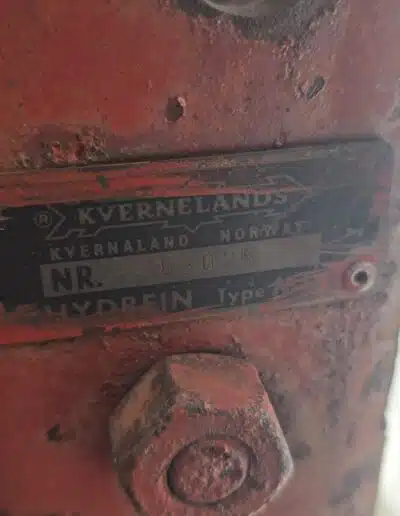 ® KVERNELANDS
KVERNALAND NORWAY
NR.
HYDREIN Type